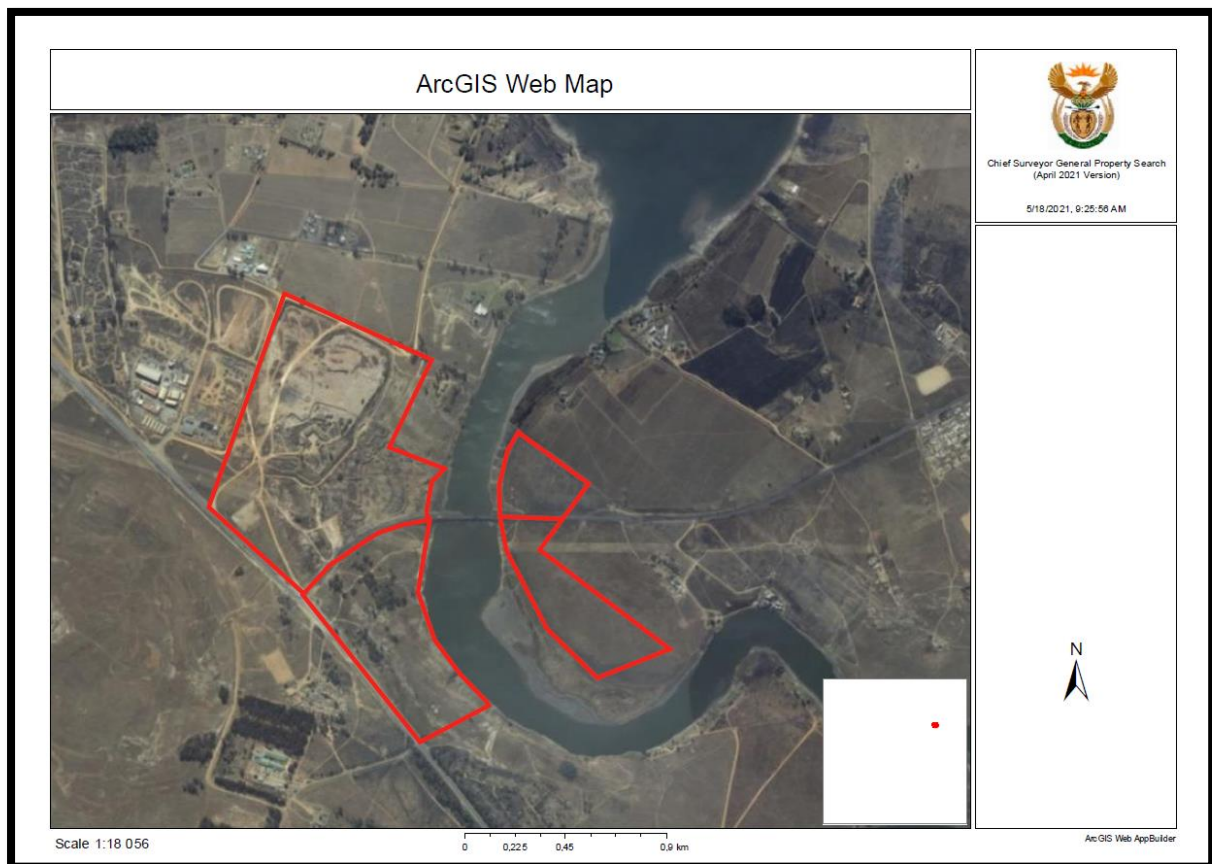 ArcGIS Web Map
Chief Surveyor General Property Search
(April 2021 Version)
5/18/2021, 9:25:56 AM
N
Scale 1:18 056
0 0,225 0,45 0,9 km
ArcGIS Web AppBuilder